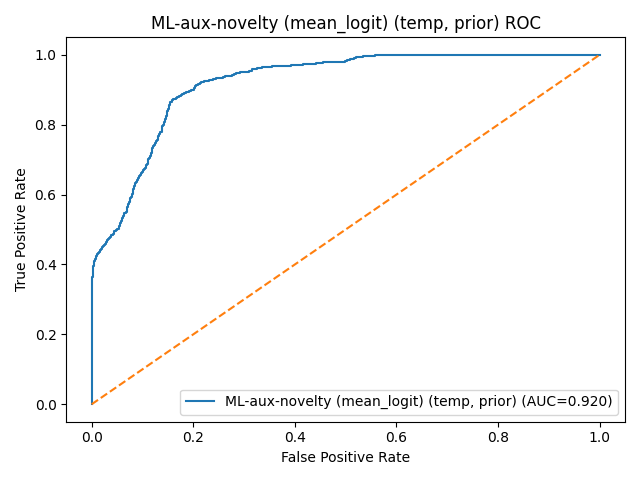 ML-aux-novelty (mean_logit) (temp, prior) ROC
True Positive Rate
1.0
0.8
0.6
0.4
0.2
0.0
ML-aux-novelty (mean_logit) (temp, prior) (AUC=0.920)
0.0 0.2 0.4 0.6 0.8 1.0
False Positive Rate